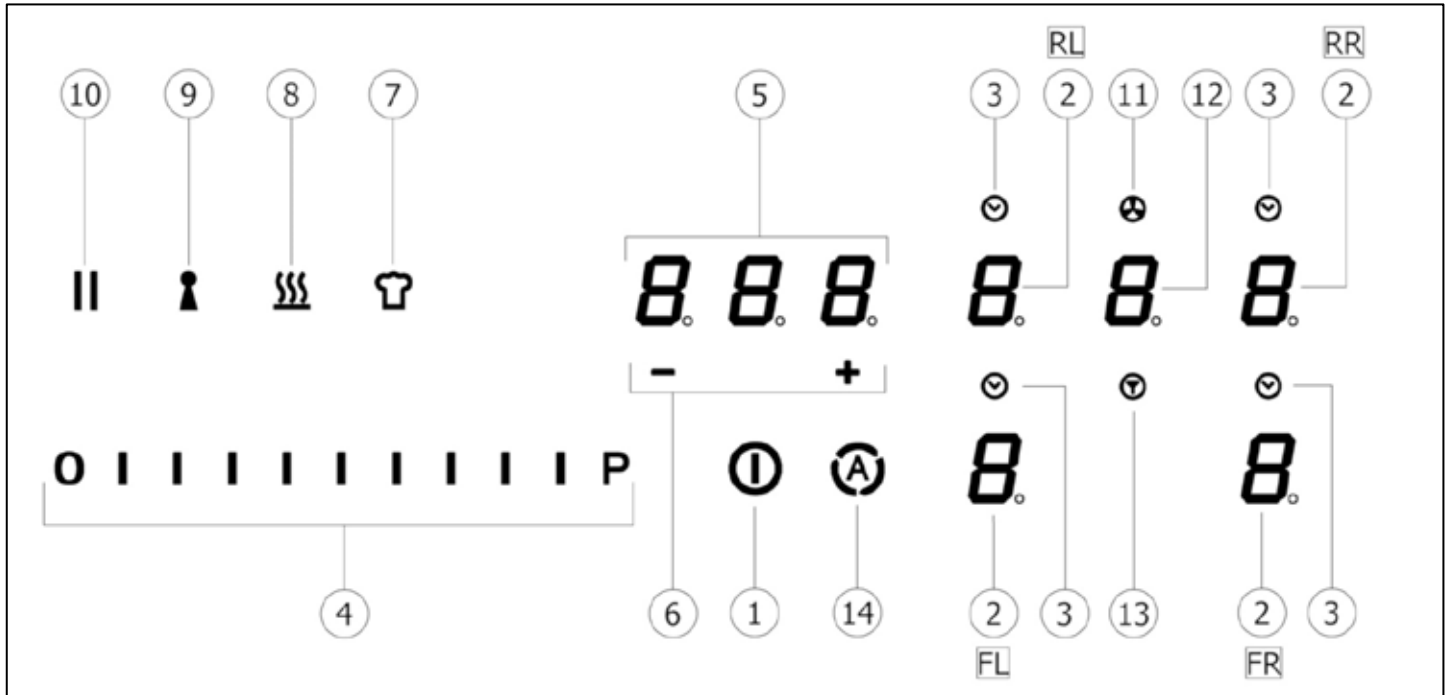 RL RR
10 9 8 7 5 3 2 11 12 3 2
8. 8. 8. 8. 8. 8.
- +
O I I I I I I I I I P A 8. 8.
4 6 1 14 2 3 13 2 3
FL FR